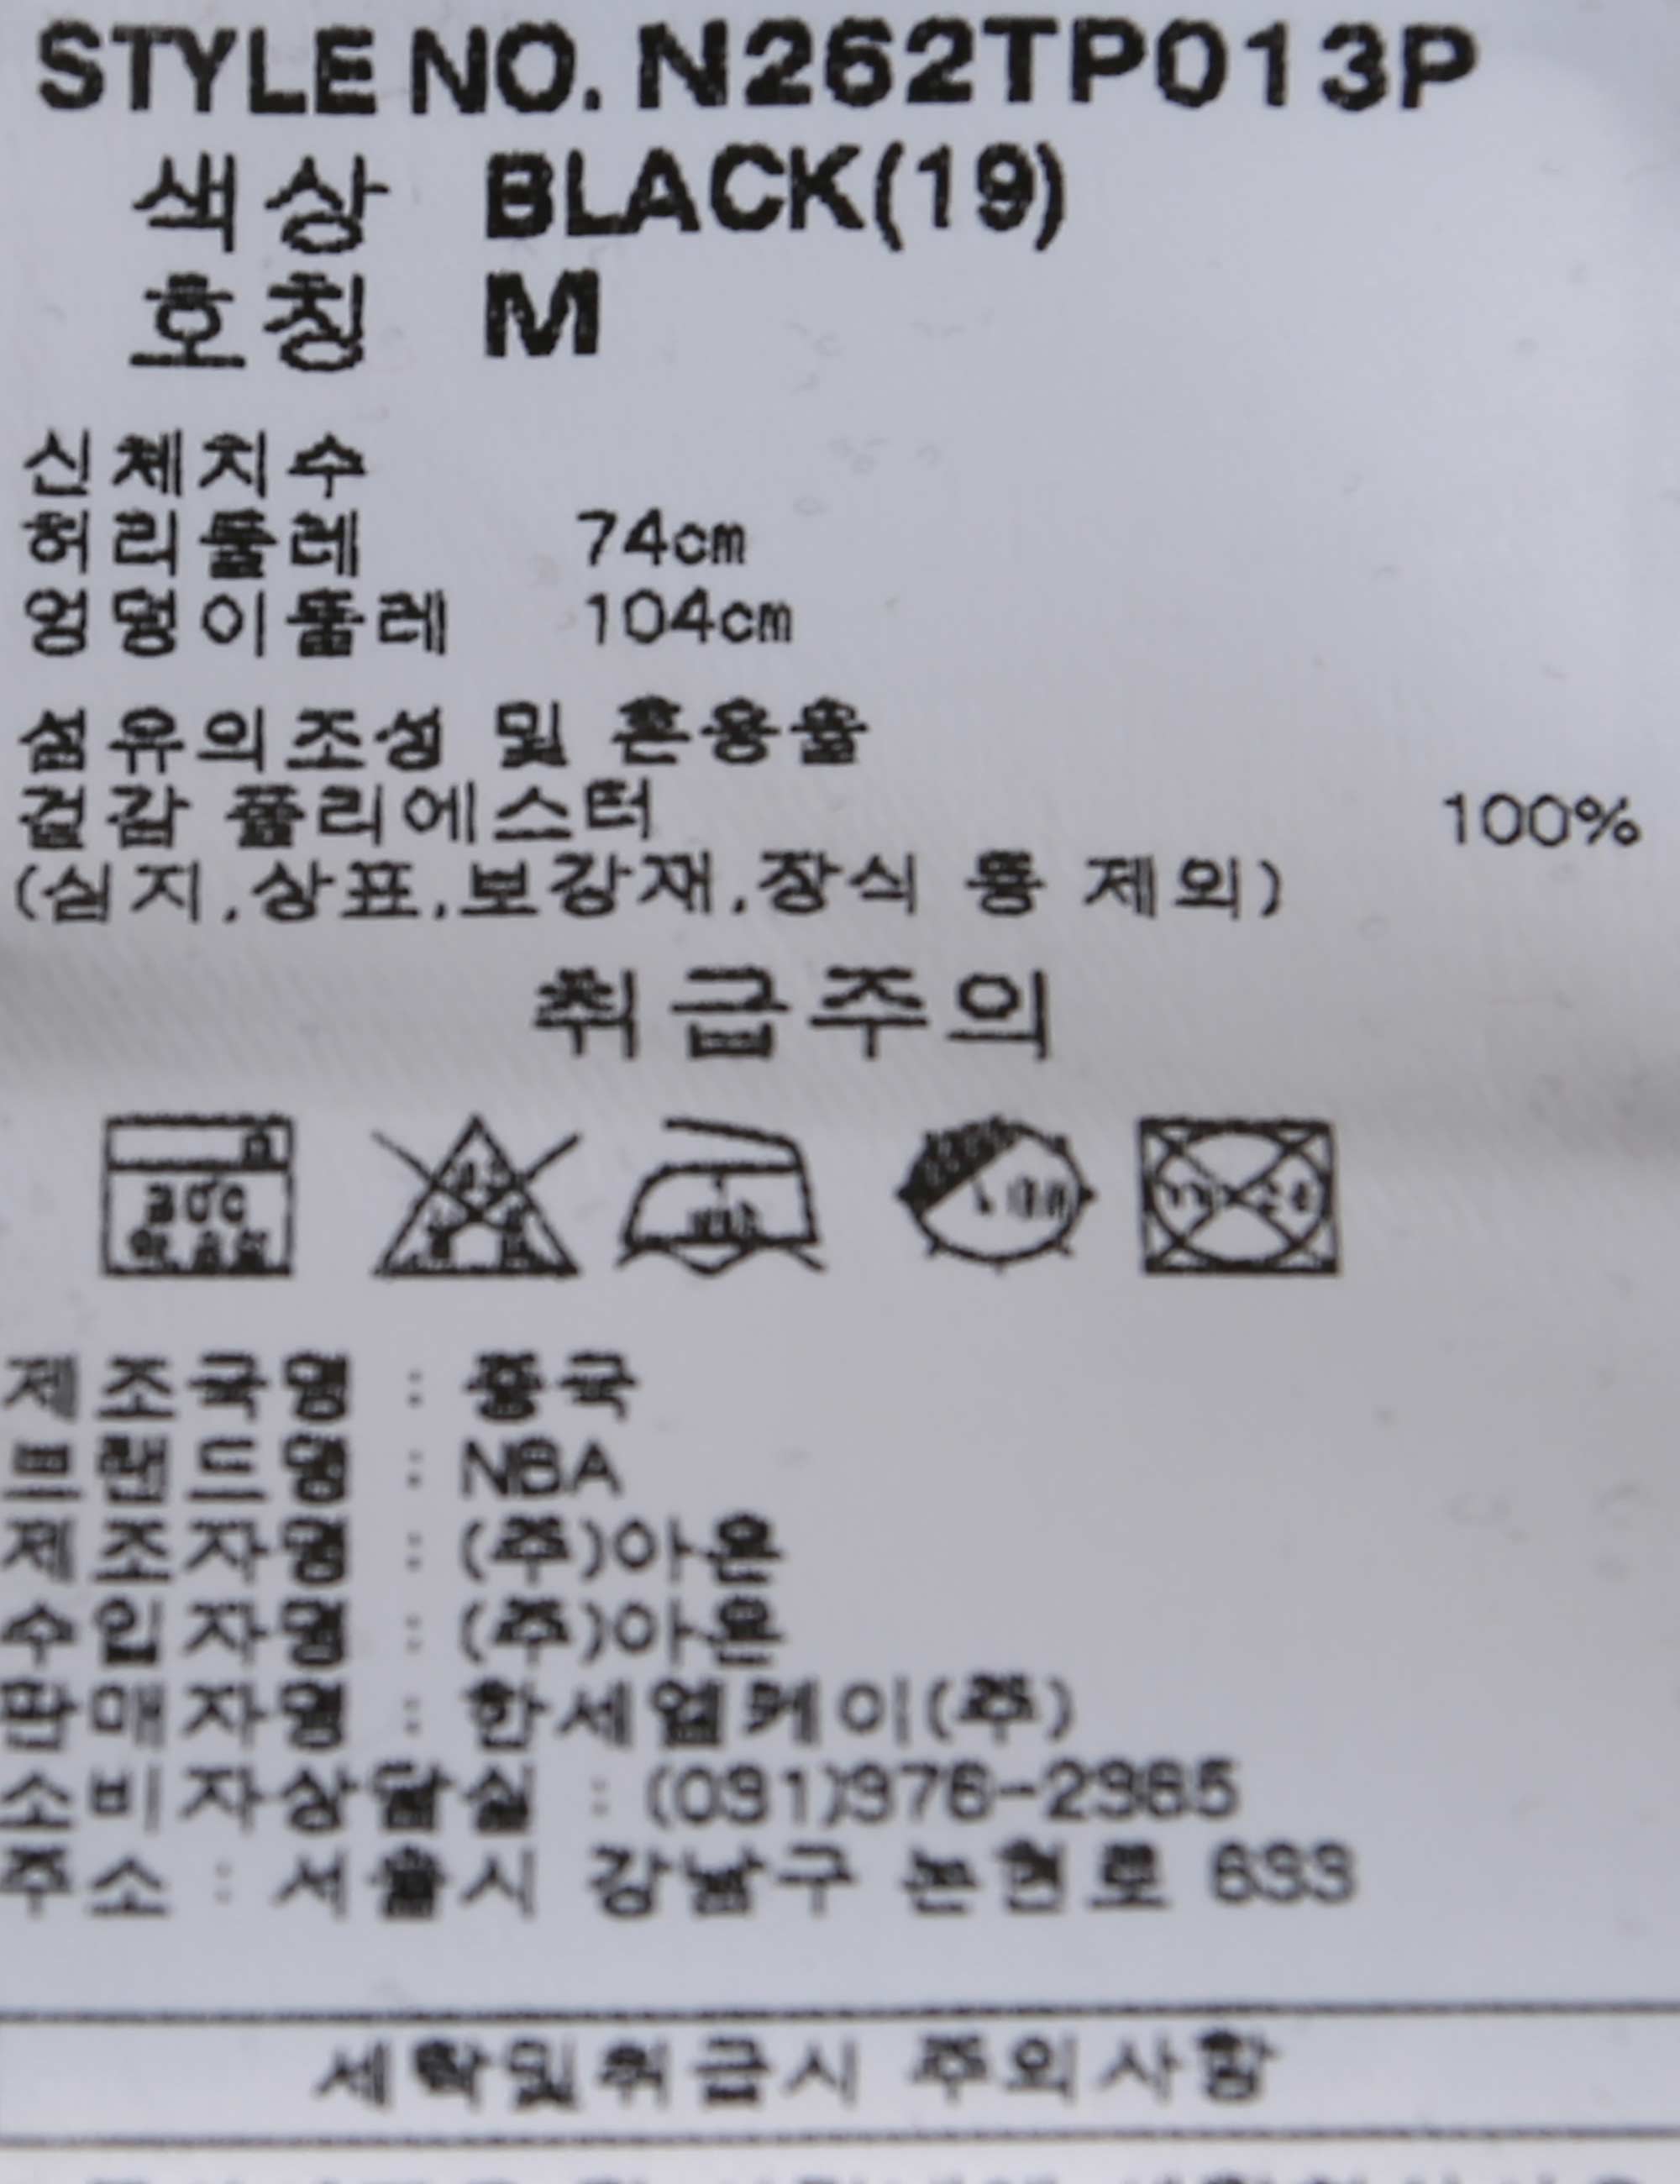 STYLE NO. N262TP013P
색상 BLACK(19)
호칭 M
신체치수
허리둘레 74cm
엉덩이둘레 104cm
섬유의조성 및 혼용율
겉감 폴리에스터 100%
(심지,상표,보강재,장식 등 제외)
취급주의
제조국명 : 중국
브랜드명 : NBA
제조자명 : (주)아온
수입자명 : (주)아온
판매자명 : 한세엠케이(주)
소비자상담실 : (031)376-2365
주소 : 서울시 강남구 논현로 633
세탁및취급시 주의사항